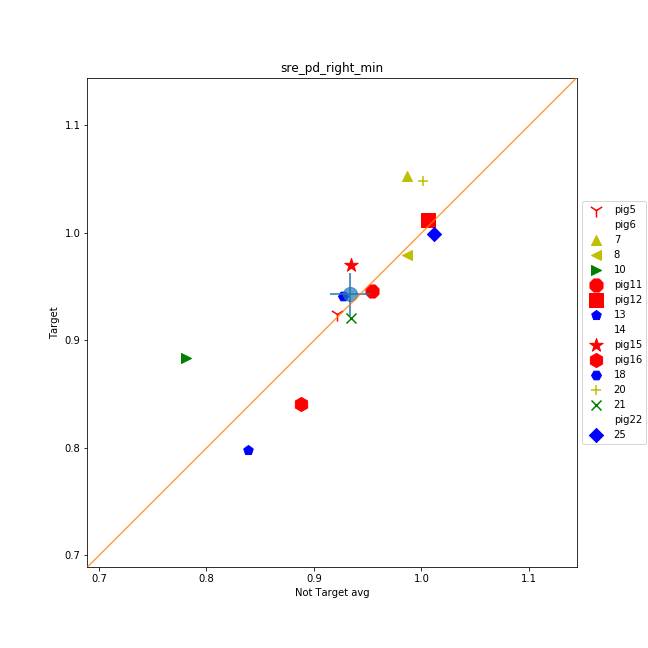 sre_pd_right_min
Target
1.1
1.0
0.9
0.8
0.7
0.7
0.8
0.9
1.0
1.1
Not Target avg
pig5
pig6
7
8
10
pig11
pig12
13
14
pig15
pig16
18
20
21
pig22
25